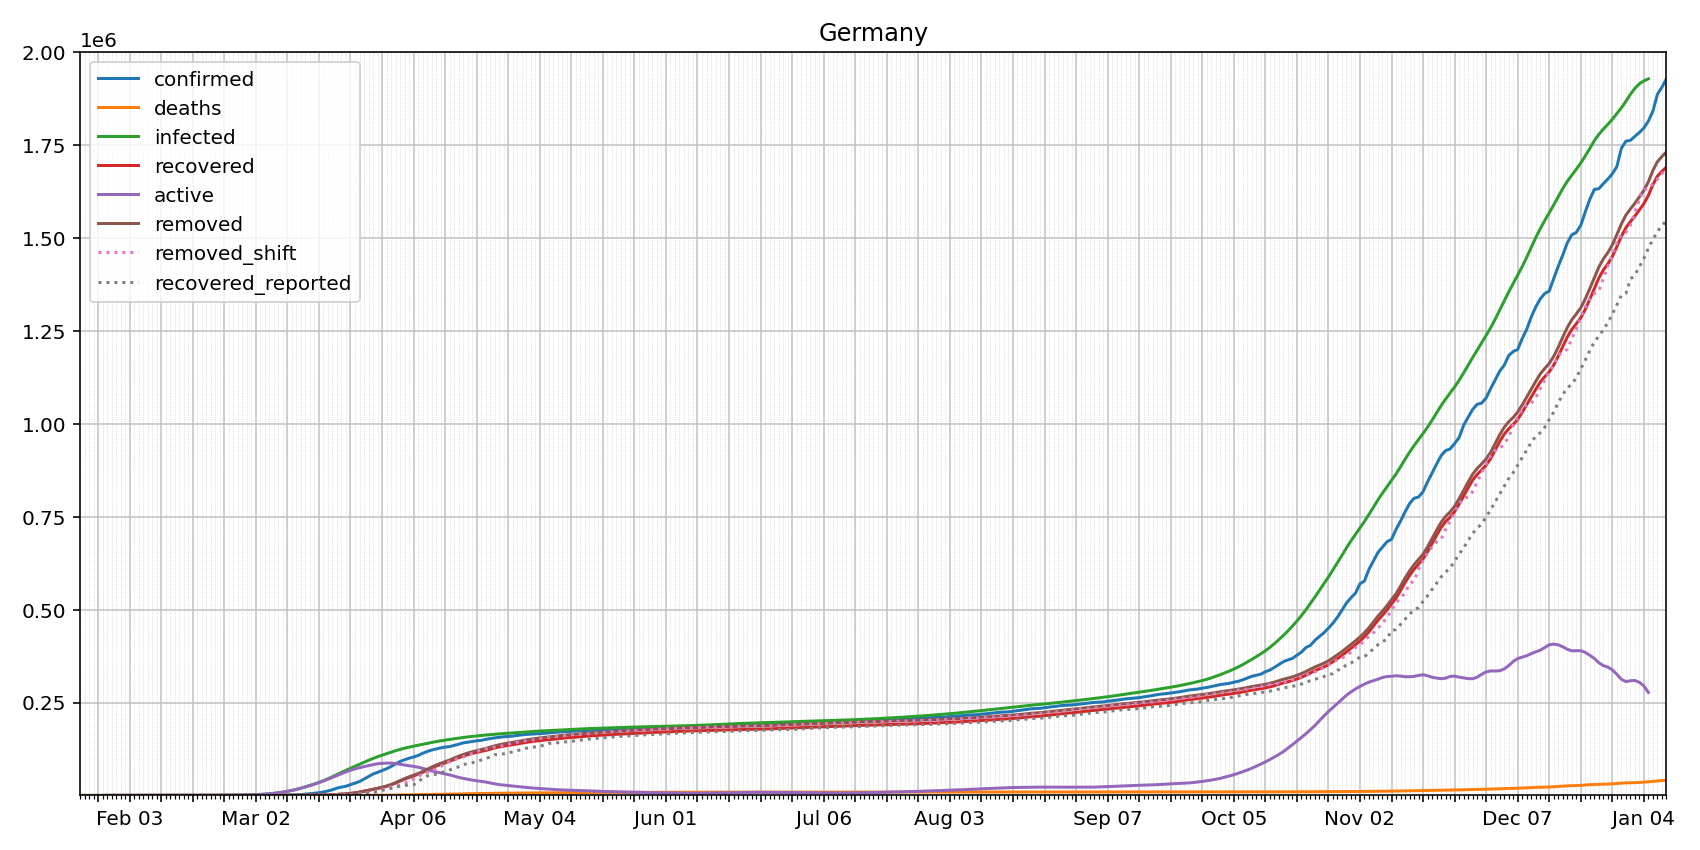 Germany
1e6
2.00
1.75
1.50
1.25
1.00
0.75
0.50
0.25
confirmed
deaths
infected
recovered
active
removed
removed_shift
recovered_reported
Feb 03 Mar 02 Apr 06 May 04 Jun 01 Jul 06 Aug 03 Sep 07 Oct 05 Nov 02 Dec 07 Jan 04